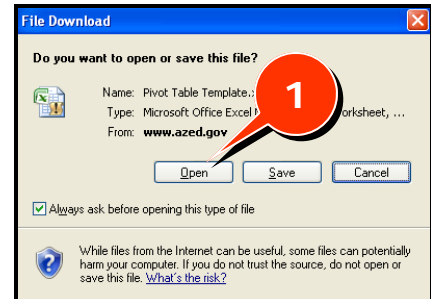 File Download
Do you want to open or save this file?
Name: Pivot Table Template.
Type: Microsoft Office Excel orksheet, ...
From: www.azed.gov
1
Open Save Cancel
Always ask before opening this type of file
While files from the Internet can be useful, some files can potentially
harm your computer. If you do not trust the source, do not open or
save this file. What's the risk?